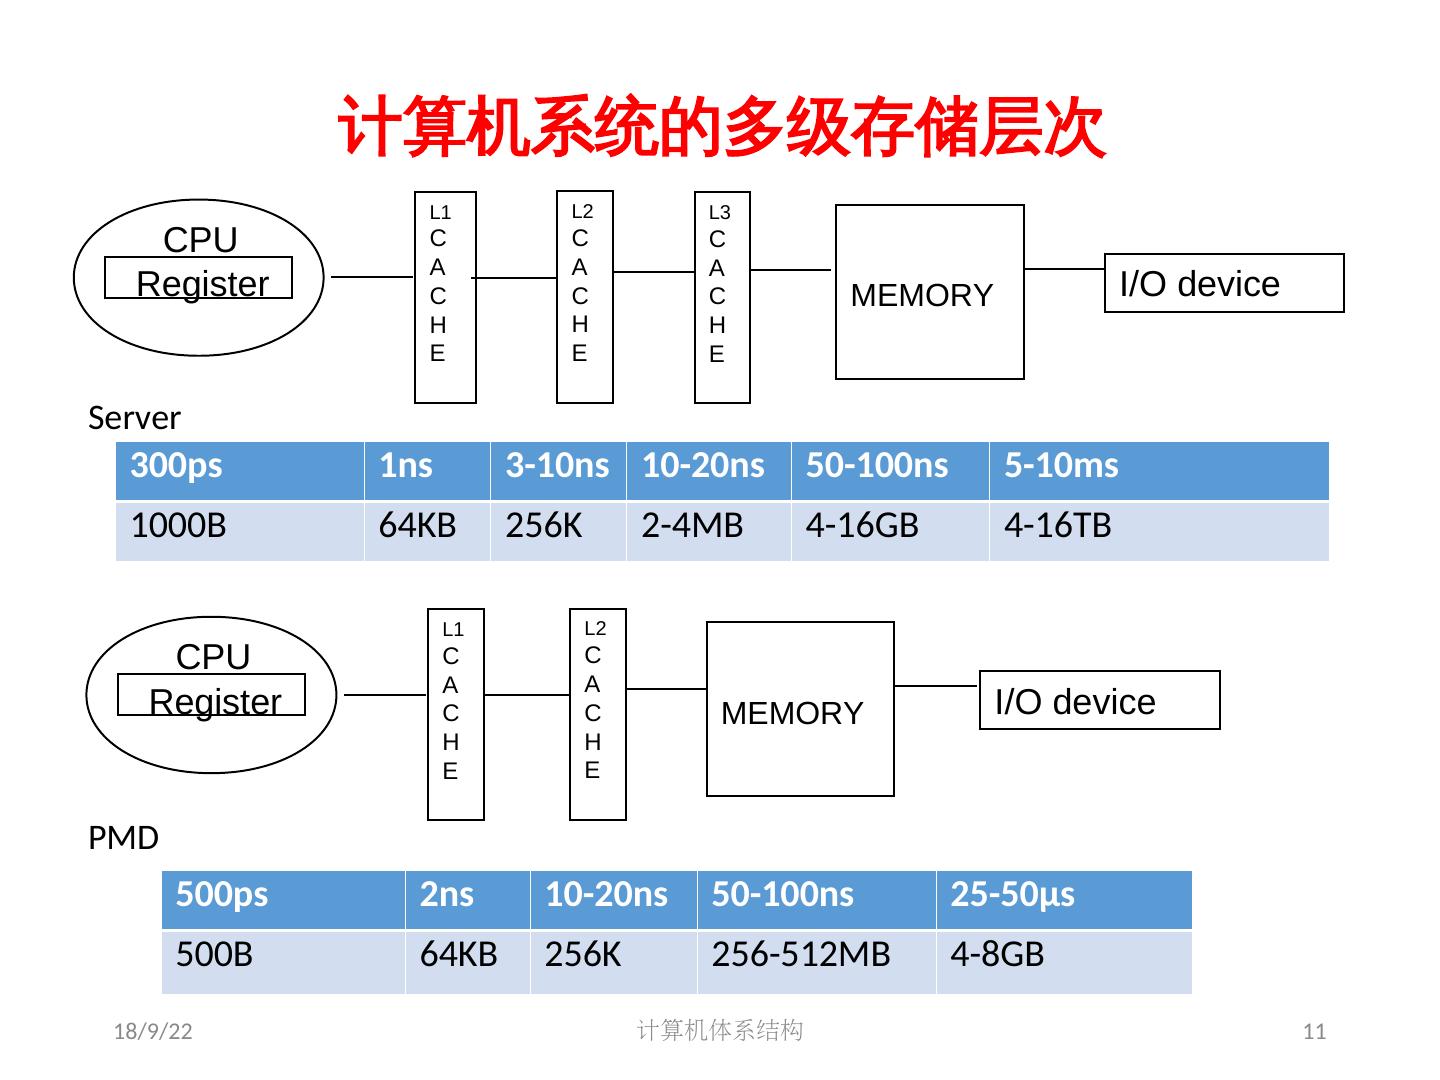 计算机系统的多级存储层次
CPU
Register
L1
C
A
C
H
E
L2
C
A
C
H
E
L3
C
A
C
H
E
MEMORY
I/O device
Server
300ps 1ns 3-10ns 10-20ns 50-100ns 5-10ms
1000B 64KB 256K 2-4MB 4-16GB 4-16TB
CPU
Register
L1
C
A
C
H
E
L2
C
A
C
H
E
MEMORY
I/O device
PMD
500ps 2ns 10-20ns 50-100ns 25-50μs
500B 64KB 256K 256-512MB 4-8GB
18/9/22 计算机体系结构 11